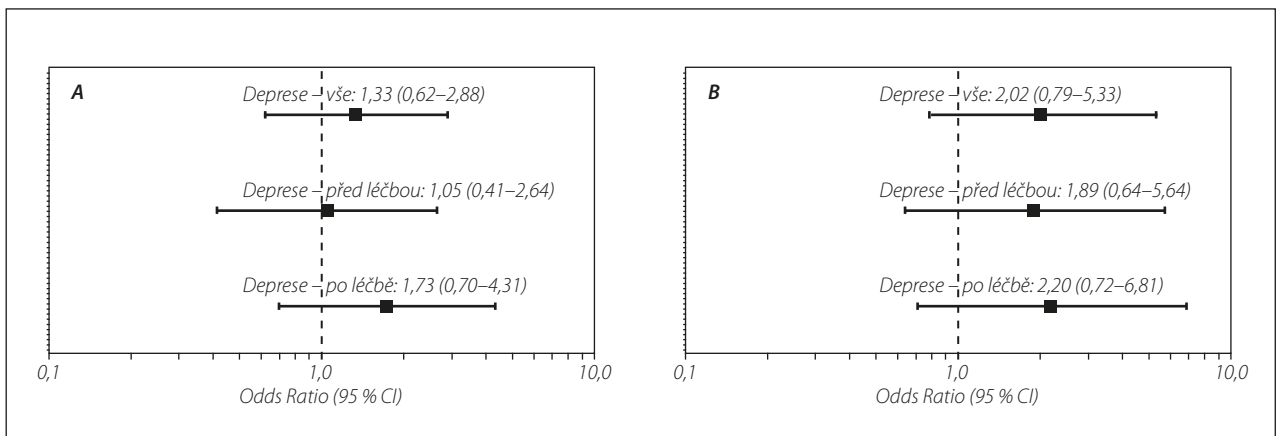 A
Deprese – vše: 1,33 (0,62–2,88)
Deprese – před léčbou: 1,05 (0,41–2,64)
Deprese – po léčbě: 1,73 (0,70–4,31)
0,1 1,0 10,0
Odds Ratio (95 % CI)
B
Deprese – vše: 2,02 (0,79–5,33)
Deprese – před léčbou: 1,89 (0,64–5,64)
Deprese – po léčbě: 2,20 (0,72–6,81)
0,1 1,0 10,0
Odds Ratio (95 % CI)